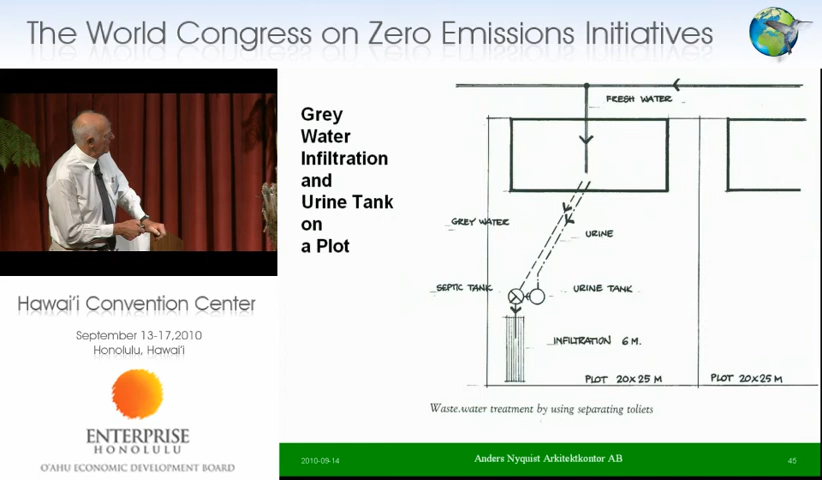 The World Congress on Zero Emissions Initiatives
Grey
Water
Infiltration
and
Urine Tank
on
a Plot
FRESH WATER
GREY WATER
URINE
SEPTIC TANK
URINE TANK
INFILTRATION 6 M.
PLOT 20X25 M
PLOT 20X25 M
Waste.water treatment by using separating toliets
Hawai'i Convention Center
September 13-17,2010
Honolulu, Hawai'i
ENTERPRISE
HONOLULU
O'AHU ECONOMIC DEVELOPMENT BOARD
2010-09-14
Anders Nyquist Arkitektkontor AB
45